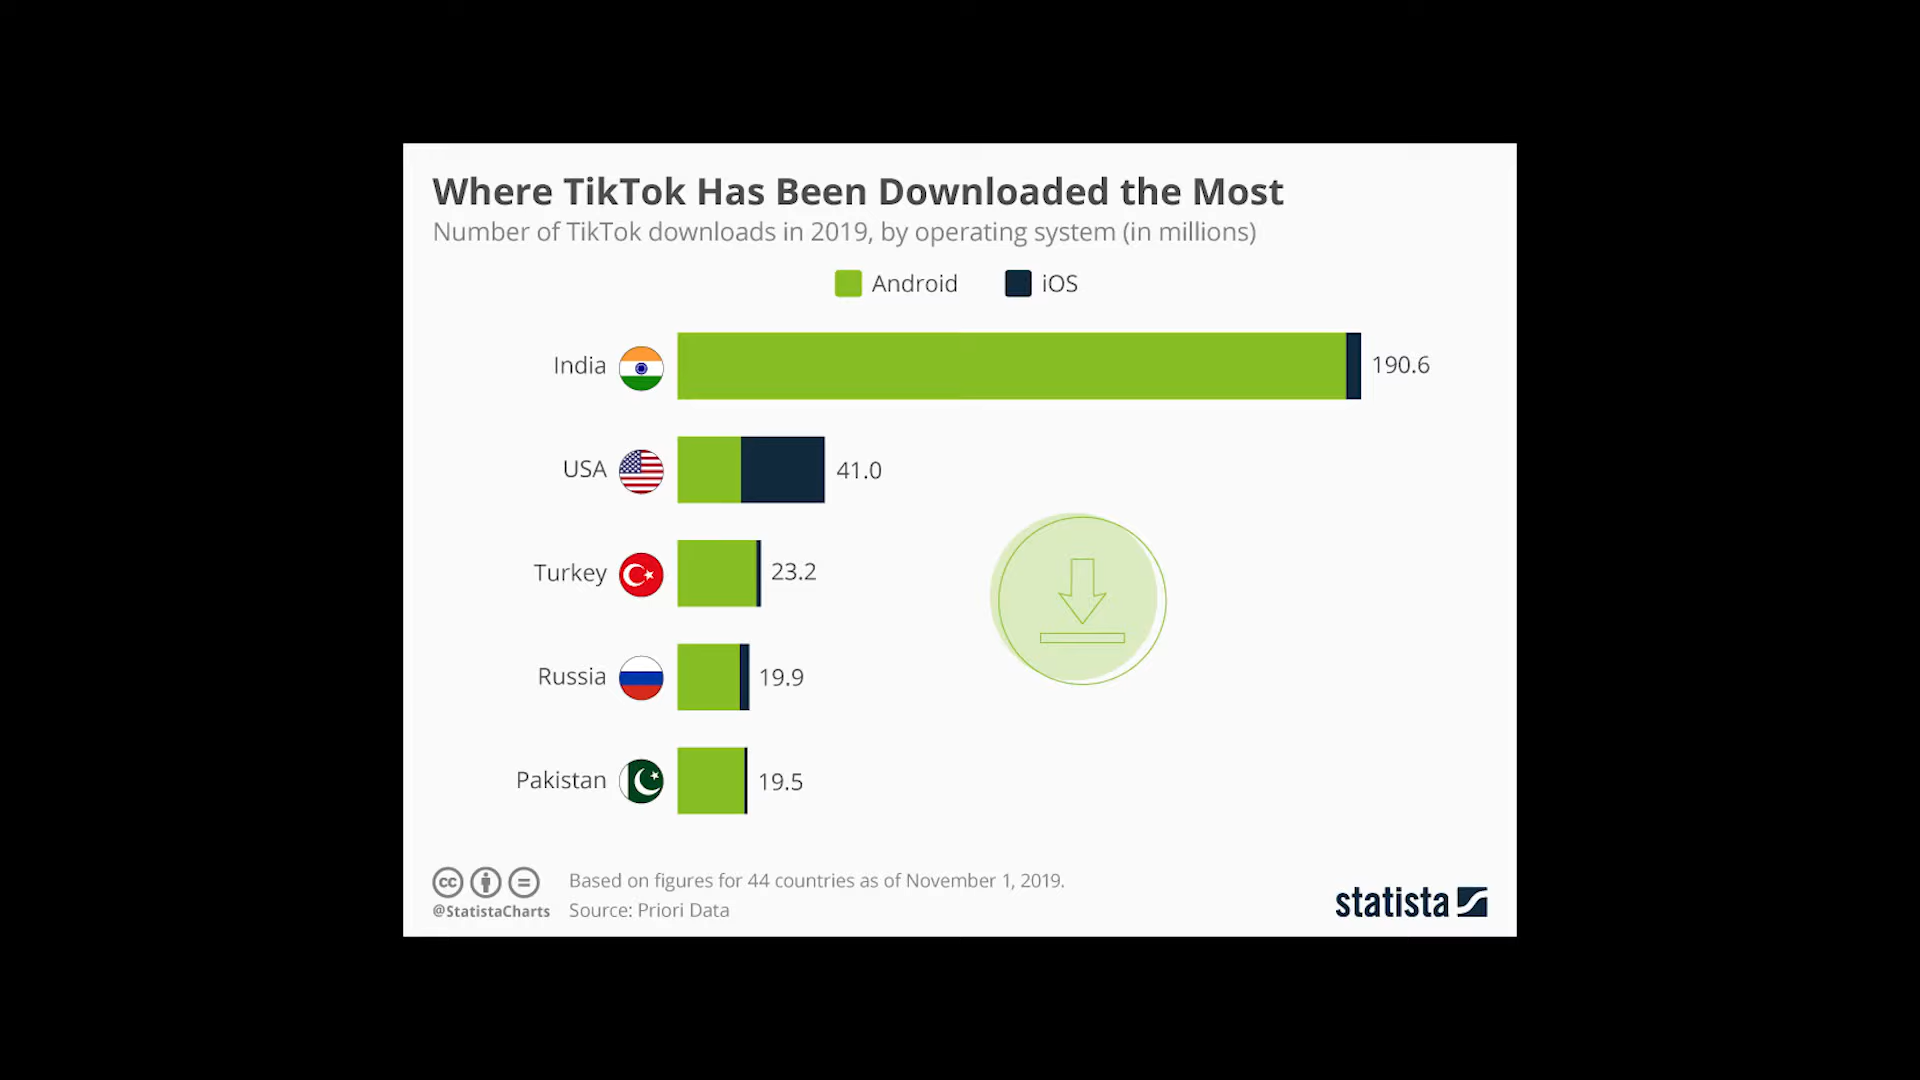 Where TikTok Has Been Downloaded the Most
Number of TikTok downloads in 2019, by operating system (in millions)
Android iOS
India 190.6
USA 41.0
Turkey 23.2
Russia 19.9
Pakistan 19.5
cc
@StatistaCharts
Based on figures for 44 countries as of November 1, 2019.
Source: Priori Data
statista